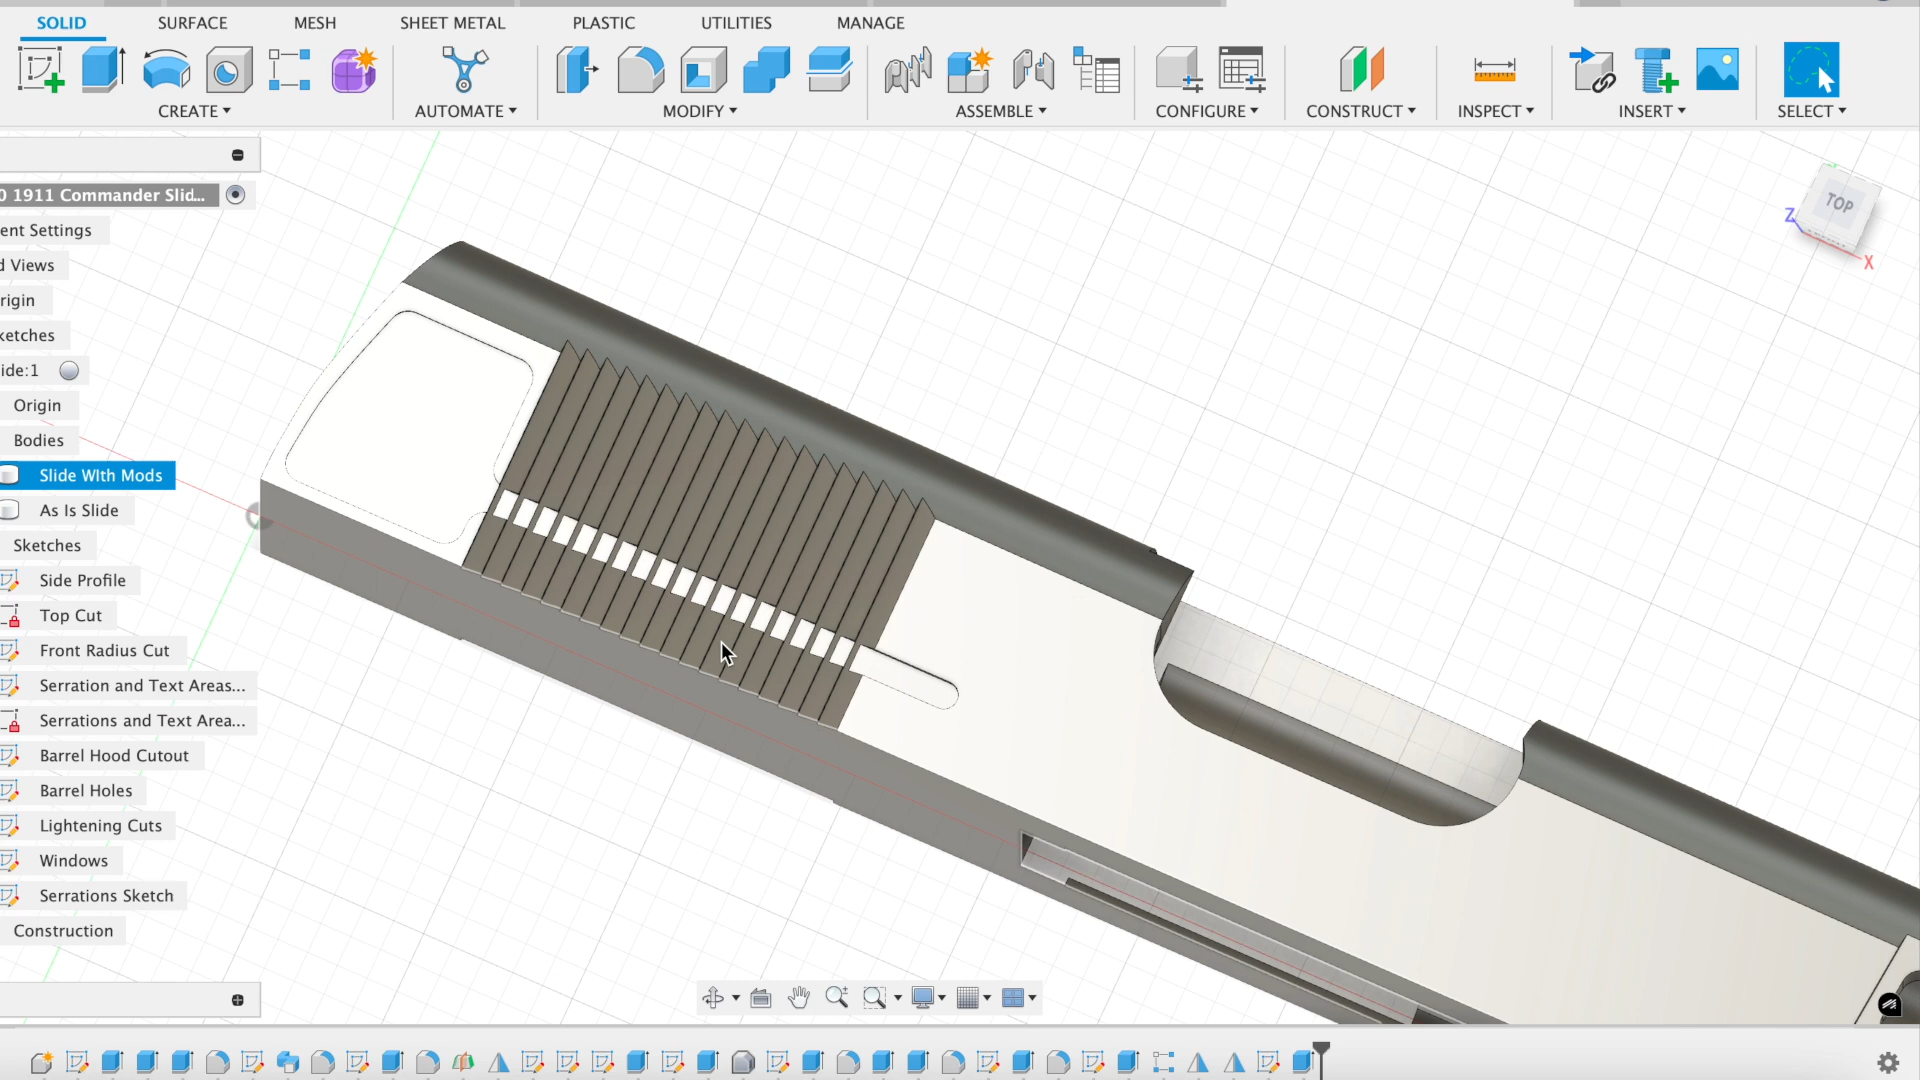 SOLID SURFACE MESH SHEET METAL PLASTIC UTILITIES MANAGE
CREATE AUTOMATE MODIFY ASSEMBLE CONFIGURE CONSTRUCT INSPECT INSERT SELECT
0 1911 Commander Slid...
ent Settings
d Views
rigin
ketches
ide:1
Origin
Bodies
Slide WIth Mods
As Is Slide
Sketches
Side Profile
Top Cut
Front Radius Cut
Serration and Text Areas...
Serrations and Text Area...
Barrel Hood Cutout
Barrel Holes
Lightening Cuts
Windows
Serrations Sketch
Construction
TOP
Z
X